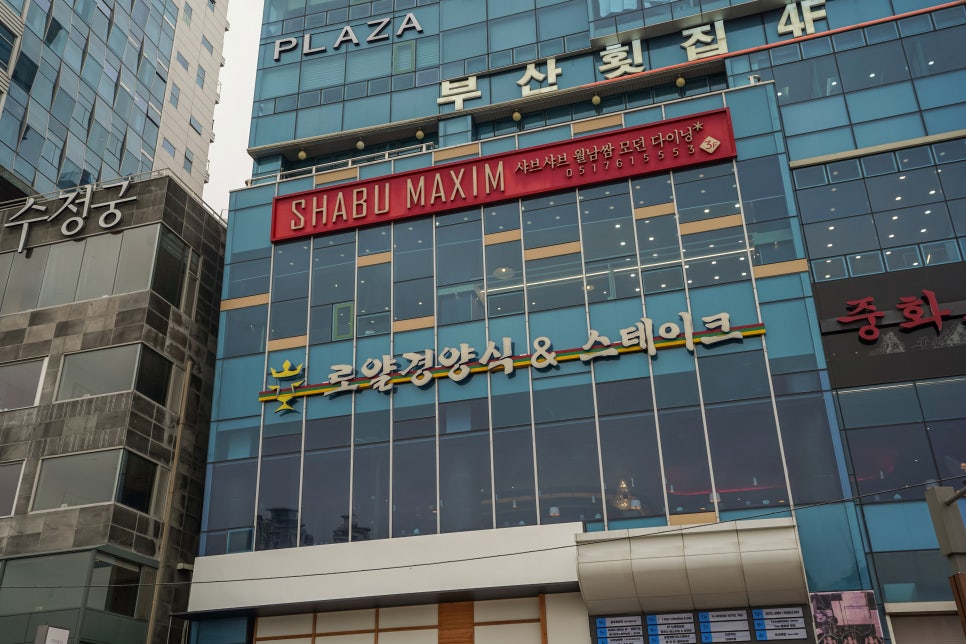 PLAZA
부산횟집 4F
SHABU MAXIM
샤브샤브 월남쌈 모던 다이닝*
0517615553
3F
수정궁
로얄경양식 & 스테이크
중화